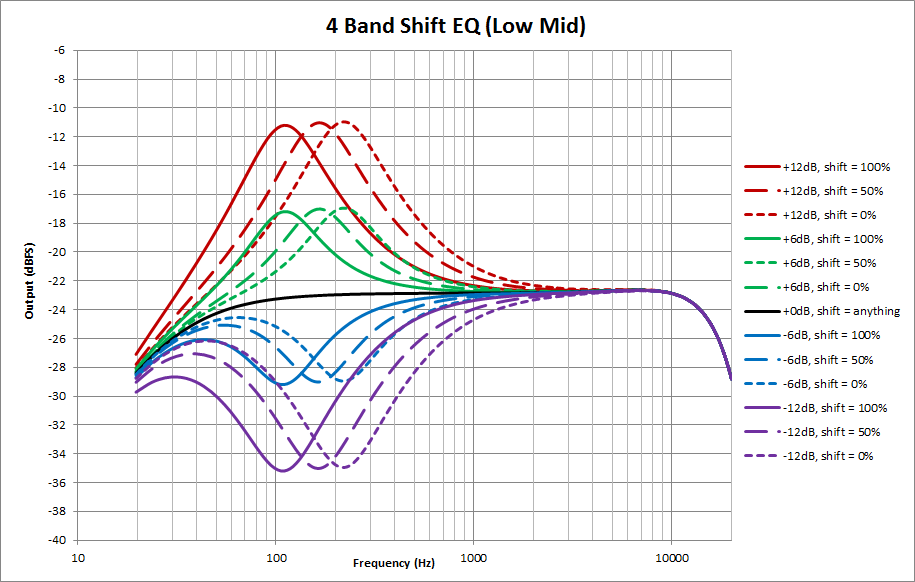 4 Band Shift EQ (Low Mid)
-6
-8
-10
-12
-14
-16
-18
-20
-22
-24
-26
-28
-30
-32
-34
-36
-38
-40
Output (dBFS)
10
100
1000
10000
Frequency (Hz)
+12dB, shift = 100%
+12dB, shift = 50%
+12dB, shift = 0%
+6dB, shift = 100%
+6dB, shift = 50%
+6dB, shift = 0%
+0dB, shift = anything
-6dB, shift = 100%
-6dB, shift = 50%
-6dB, shift = 0%
-12dB, shift = 100%
-12dB, shift = 50%
-12dB, shift = 0%